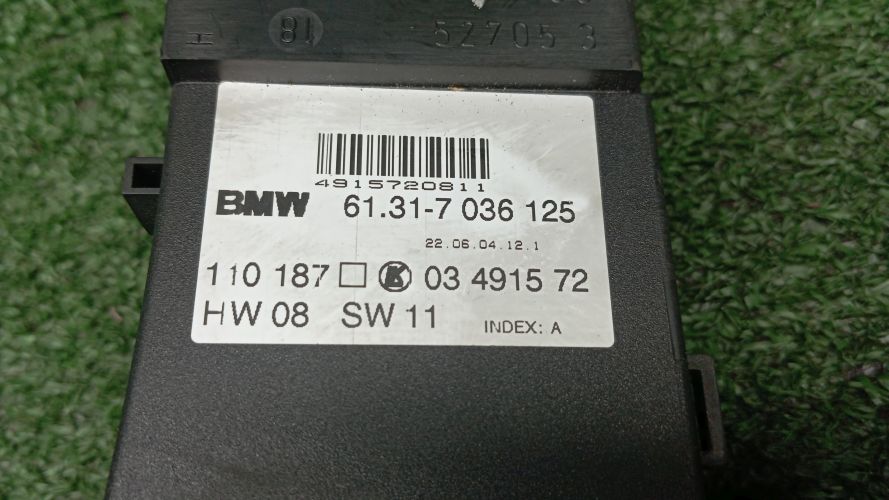 H 81 52705 3
4915720811
BMW 61.31-7 036 125
22.06.04.12.1
110 187 K 03 4915 72
HW 08 SW 11 INDEX: A